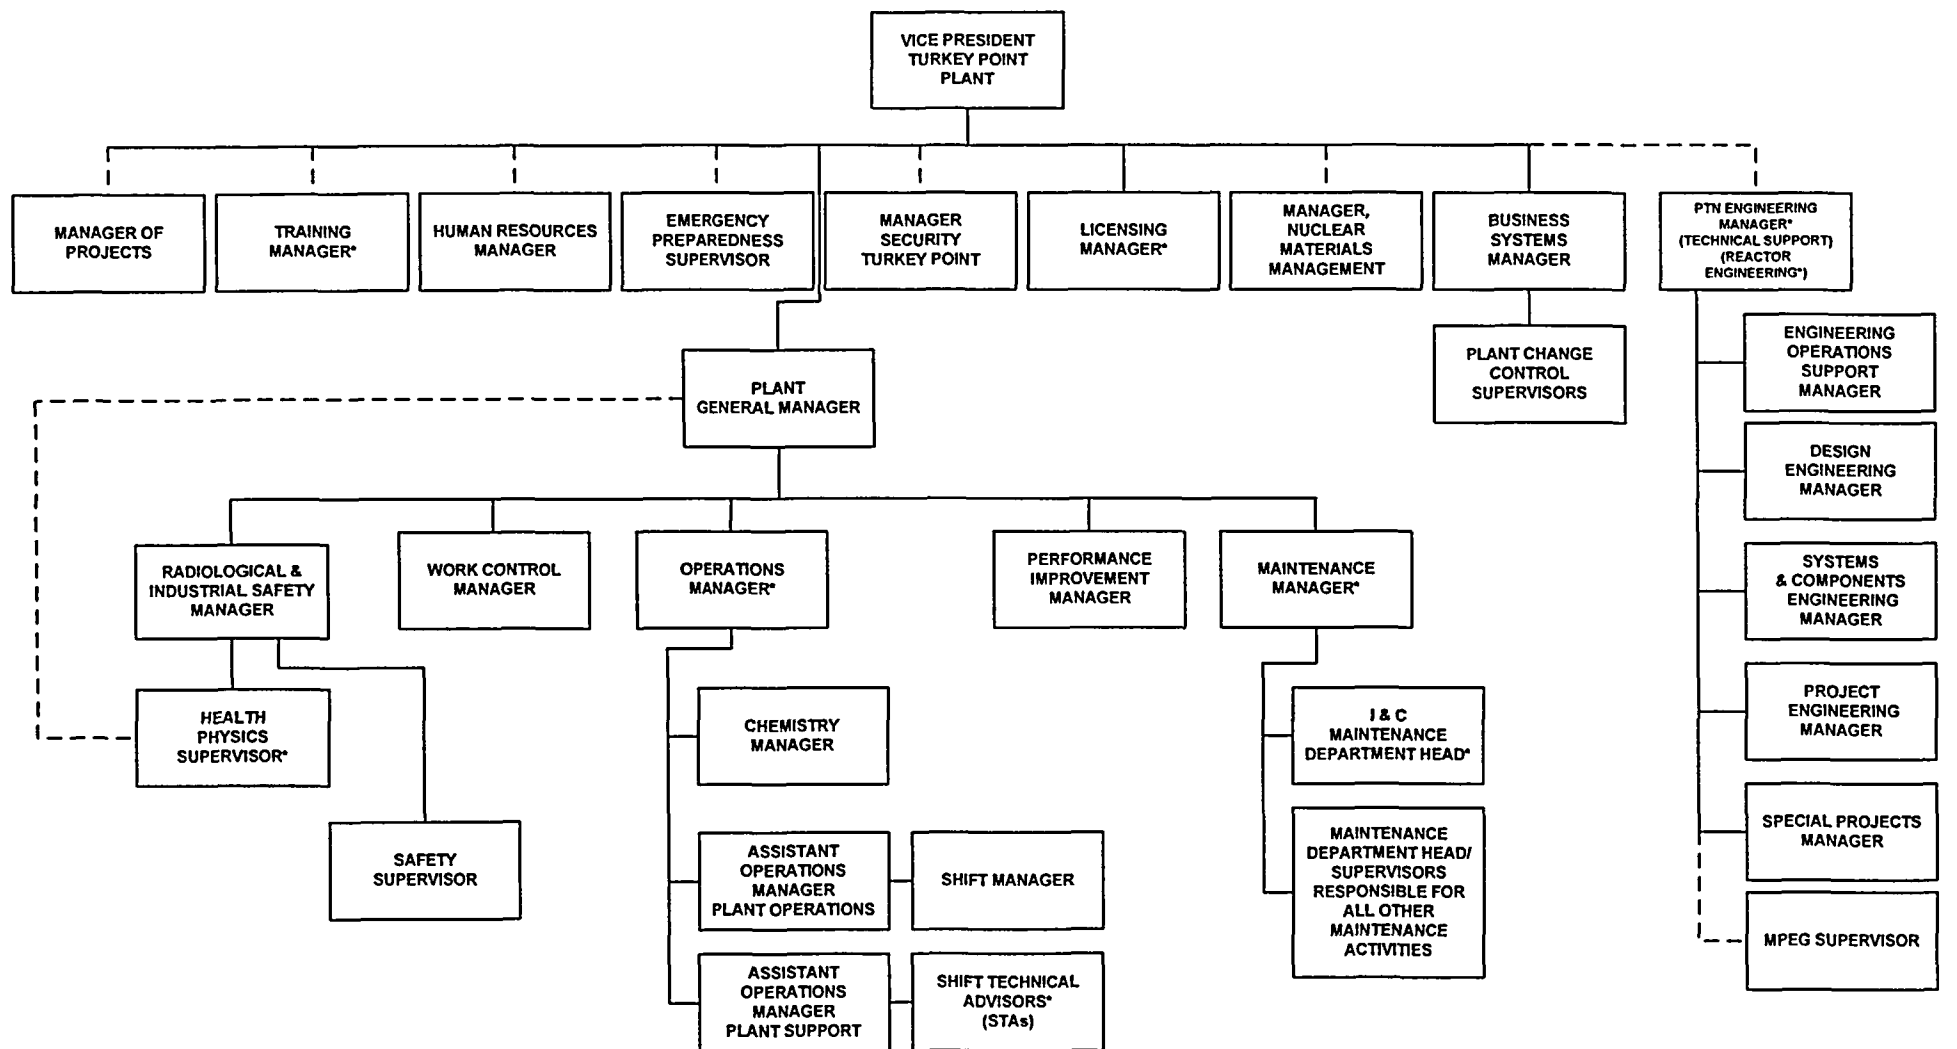 VICE PRESIDENT
TURKEY POINT
PLANT
MANAGER OF
PROJECTS
TRAINING
MANAGER*
HUMAN RESOURCES
MANAGER
EMERGENCY
PREPAREDNESS
SUPERVISOR
MANAGER
SECURITY
TURKEY POINT
LICENSING
MANAGER*
MANAGER,
NUCLEAR
MATERIALS
MANAGEMENT
BUSINESS
SYSTEMS
MANAGER
PTN ENGINEERING
MANAGER*
(TECHNICAL SUPPORT)
(REACTOR
ENGINEERING*)
PLANT CHANGE
CONTROL
SUPERVISORS
ENGINEERING
OPERATIONS
SUPPORT
MANAGER
PLANT
GENERAL MANAGER
DESIGN
ENGINEERING
MANAGER
RADIOLOGICAL &
INDUSTRIAL SAFETY
MANAGER
WORK CONTROL
MANAGER
OPERATIONS
MANAGER*
PERFORMANCE
IMPROVEMENT
MANAGER
MAINTENANCE
MANAGER*
SYSTEMS
& COMPONENTS
ENGINEERING
MANAGER
HEALTH
PHYSICS
SUPERVISOR*
CHEMISTRY
MANAGER
I & C
MAINTENANCE
DEPARTMENT HEAD*
PROJECT
ENGINEERING
MANAGER
SAFETY
SUPERVISOR
ASSISTANT
OPERATIONS
MANAGER
PLANT OPERATIONS
SHIFT MANAGER
MAINTENANCE
DEPARTMENT HEAD/
SUPERVISORS
RESPONSIBLE FOR
ALL OTHER
MAINTENANCE
ACTIVITIES
SPECIAL PROJECTS
MANAGER
ASSISTANT
OPERATIONS
MANAGER
PLANT SUPPORT
SHIFT TECHNICAL
ADVISORS*
(STAs)
MPEG SUPERVISOR